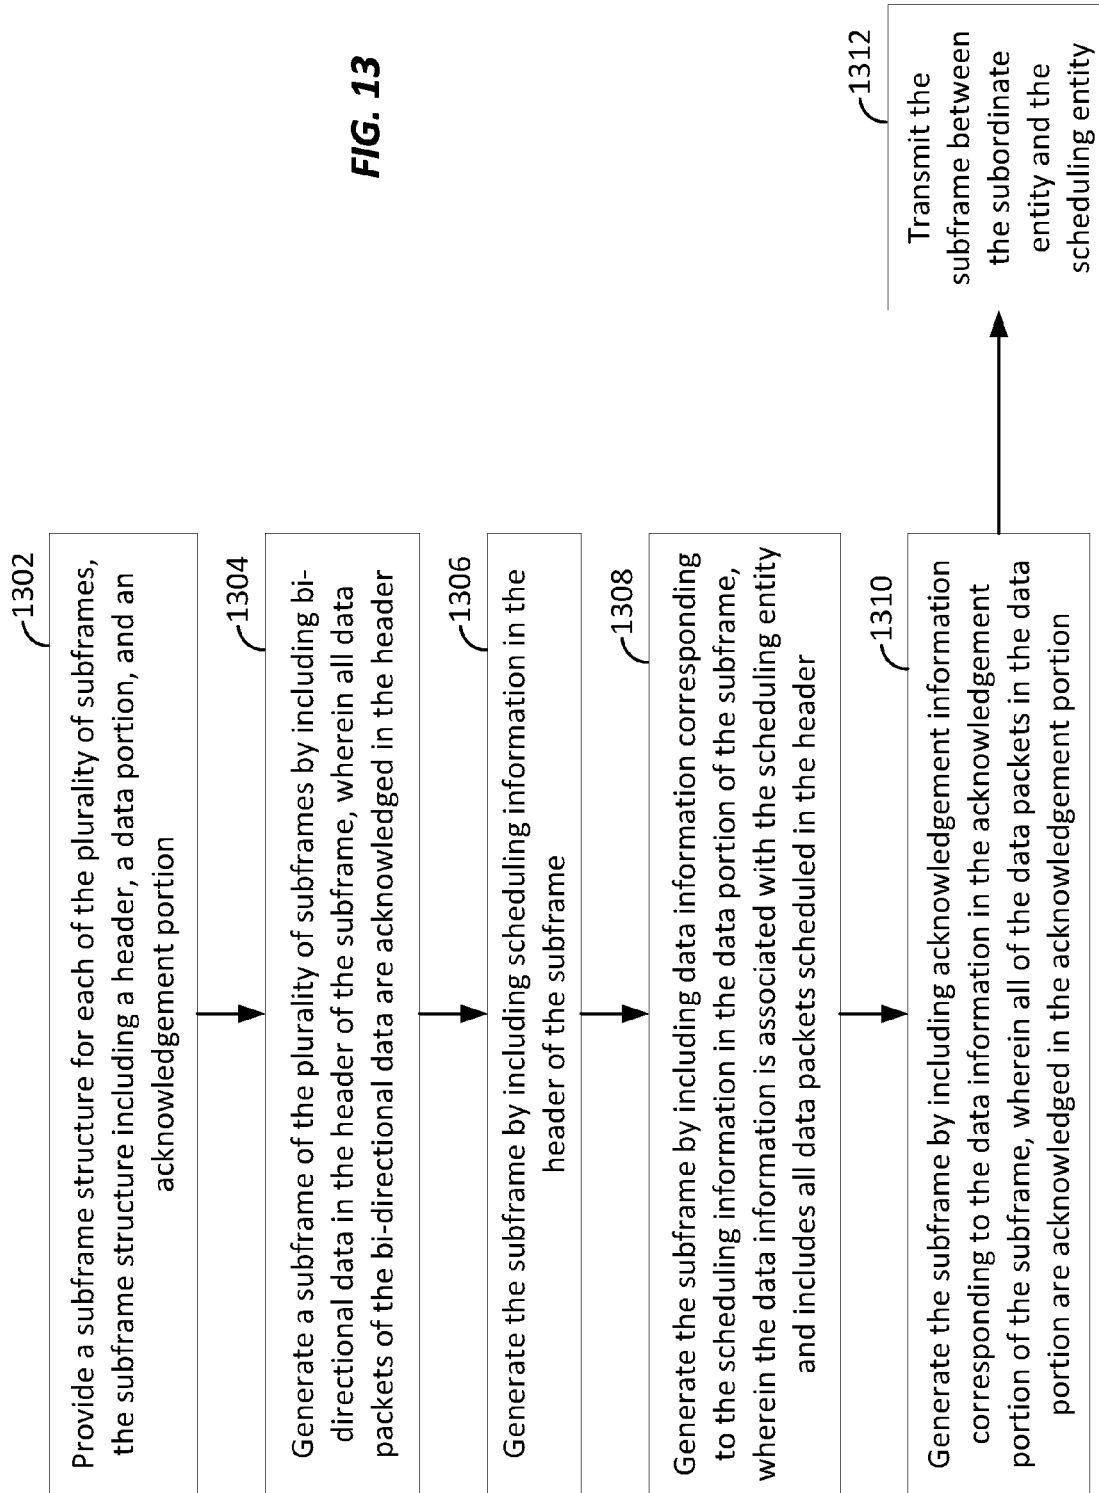 1302
Provide a subframe structure for each of the plurality of subframes,
the subframe structure including a header, a data portion, and an
acknowledgement portion
1304
Generate a subframe of the plurality of subframes by including bi-
directional data in the header of the subframe, wherein all data
packets of the bi-directional data are acknowledged in the header
1306
Generate the subframe by including scheduling information in the
header of the subframe
1308
Generate the subframe by including data information corresponding
to the scheduling information in the data portion of the subframe,
wherein the data information is associated with the scheduling entity
and includes all data packets scheduled in the header
1310
Generate the subframe by including acknowledgement information
corresponding to the data information in the acknowledgement
portion of the subframe, wherein all of the data packets in the data
portion are acknowledged in the acknowledgement portion
1312
Transmit the
subframe between
the subordinate
entity and the
scheduling entity
FIG. 13